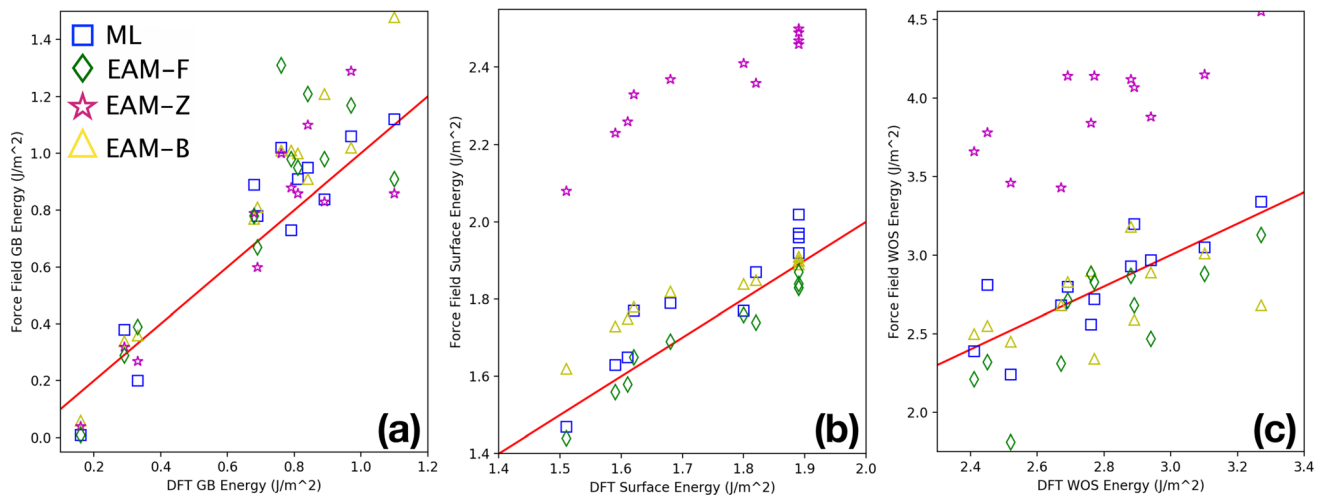 ML
EAM-F
EAM-Z
EAM-B
1.4
1.2
1.0
0.8
0.6
0.4
0.2
0.0
Force Field GB Energy (J/m^2)
0.2 0.4 0.6 0.8 1.0 1.2
DFT GB Energy (J/m^2)
(a)
2.4
2.2
2.0
1.8
1.6
1.4
Force Field Surface Energy (J/m^2)
1.4 1.5 1.6 1.7 1.8 1.9 2.0
DFT Surface Energy (J/m^2)
(b)
4.5
4.0
3.5
3.0
2.5
2.0
Force Field WOS Energy (J/m^2)
2.4 2.6 2.8 3.0 3.2 3.4
DFT WOS Energy (J/m^2)
(c)